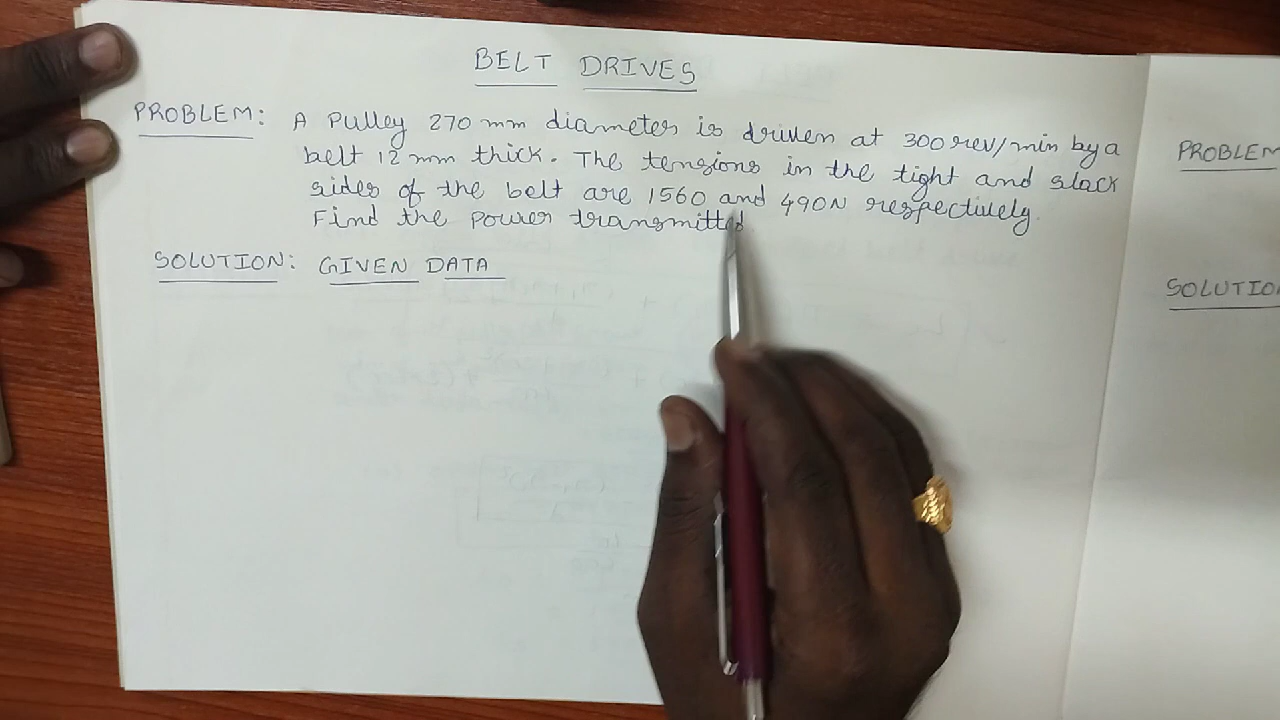 BELT DRIVES
PROBLEM: A Pulley 270 mm diameter is driven at 300 rev/min by a
belt 12 mm thick. The tensions in the tight and slack
sides of the belt are 1560 and 490N respectively.
Find the power transmitted
SOLUTION: GIVEN DATA
PROBLEM
SOLUTIO